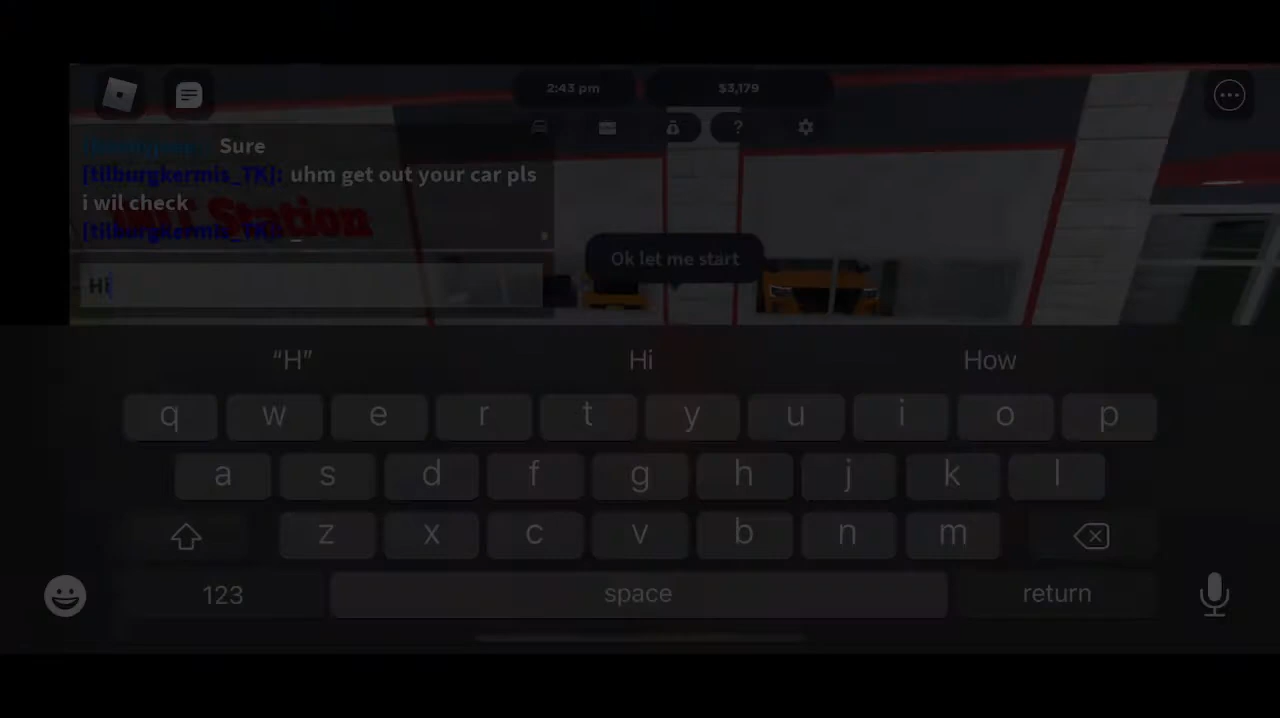 2:43 pm
$3,179
?
Sure
[tilburgkermis_TK]: uhm get out your car pls
i wil check
[tilburgkermis_TK]: _
Station
Ok let me start
Hi
“H” Hi How
q w e r t y u i o p
a s d f g h j k l
z x c v b n m
123 space return